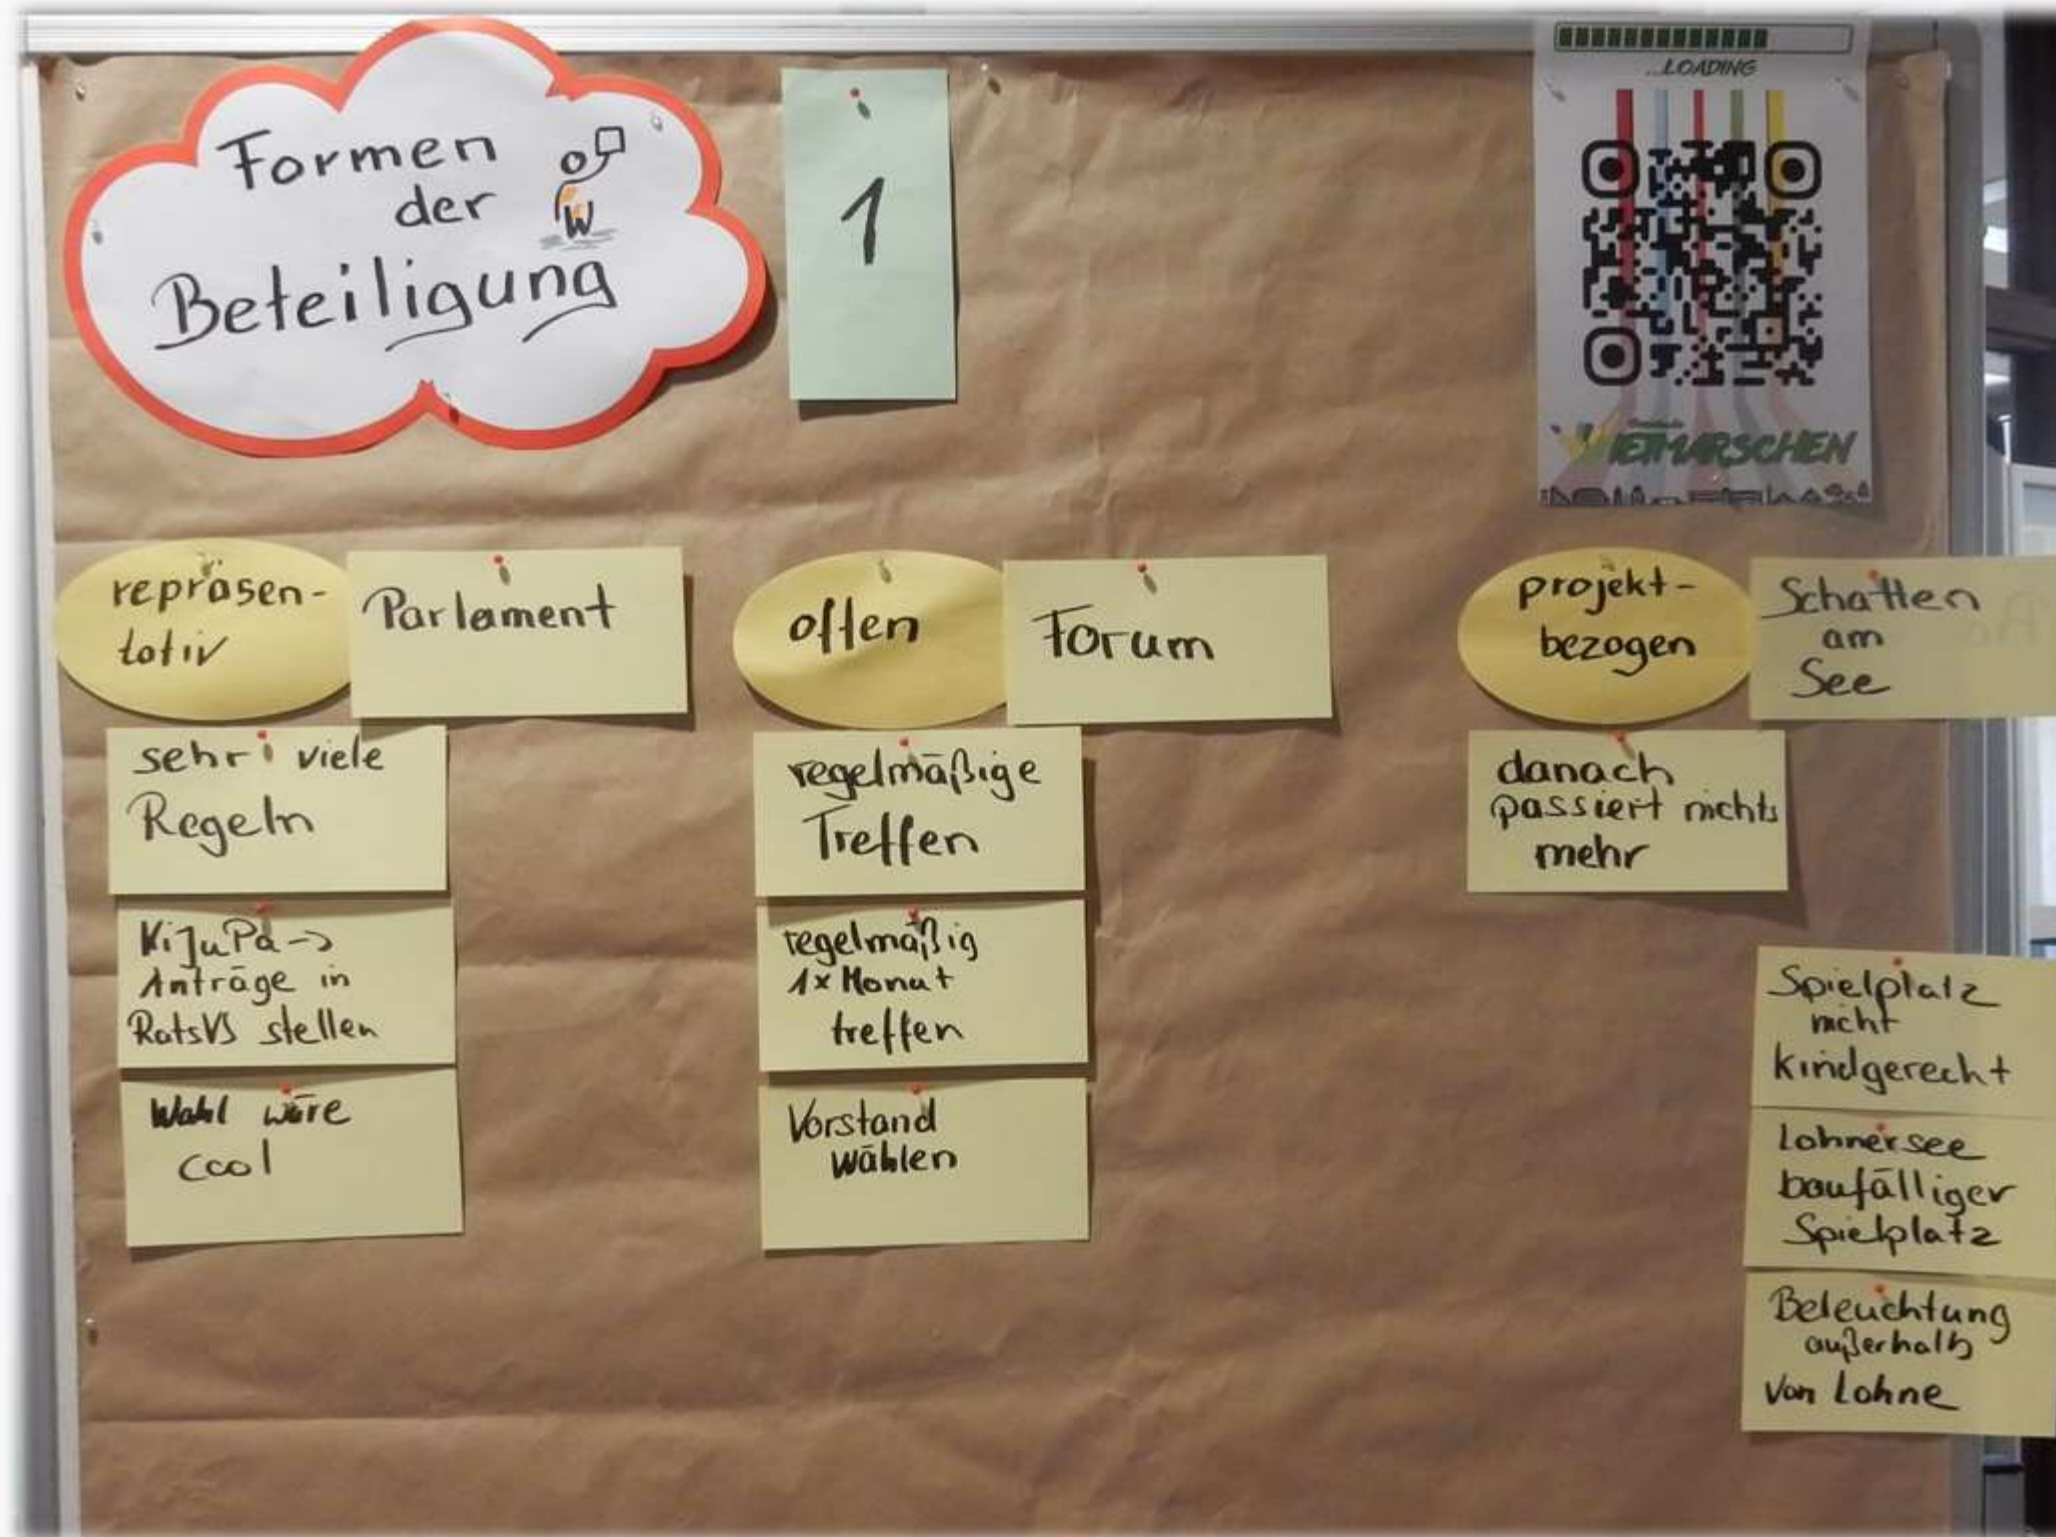 Formen
der
Beteiligung
1
...LOADING
WIETMARSCHEN
repräsen-
tativ
Parlament
sehr viele
Regeln
KiJuPa ->
Anträge in
RatsVS stellen
Wahl wäre
cool
offen
Forum
regelmäßige
Treffen
regelmäßig
1x Monat
treffen
Vorstand
wählen
projekt-
bezogen
Schatten
am
See
danach
passiert nichts
mehr
Spielplatz
nicht
kindgerecht
Lohnersee
baufälliger
Spielplatz
Beleuchtung
außerhalb
von Lohne